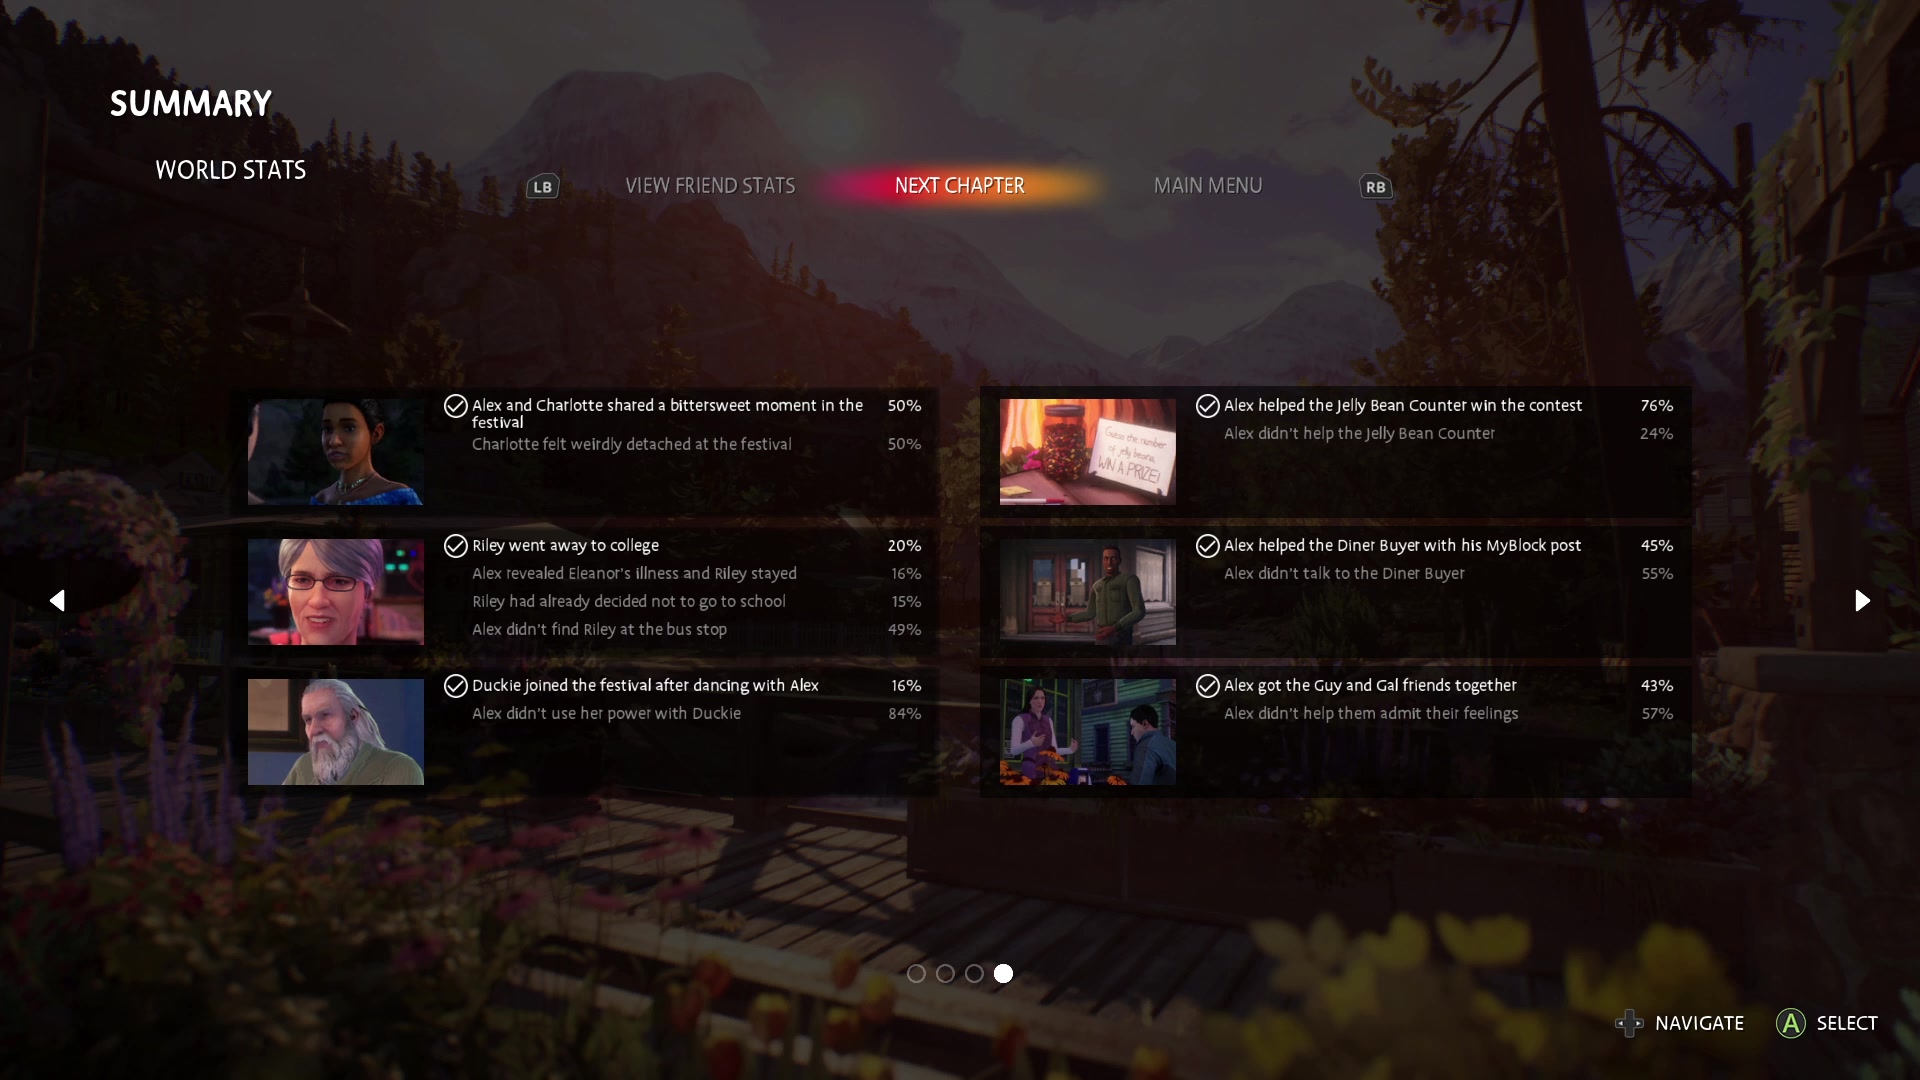 SUMMARY
WORLD STATS
LB
VIEW FRIEND STATS
NEXT CHAPTER
MAIN MENU
RB
Alex and Charlotte shared a bittersweet moment in the 50%
festival
Charlotte felt weirdly detached at the festival 50%
Riley went away to college 20%
Alex revealed Eleanor's illness and Riley stayed 16%
Riley had already decided not to go to school 15%
Alex didn't find Riley at the bus stop 49%
Duckie joined the festival after dancing with Alex 16%
Alex didn't use her power with Duckie 84%
Guess the number
of jelly beans,
WIN A PRIZE!
Alex helped the Jelly Bean Counter win the contest 76%
Alex didn't help the Jelly Bean Counter 24%
Alex helped the Diner Buyer with his MyBlock post 45%
Alex didn't talk to the Diner Buyer 55%
Alex got the Guy and Gal friends together 43%
Alex didn't help them admit their feelings 57%
NAVIGATE
A SELECT